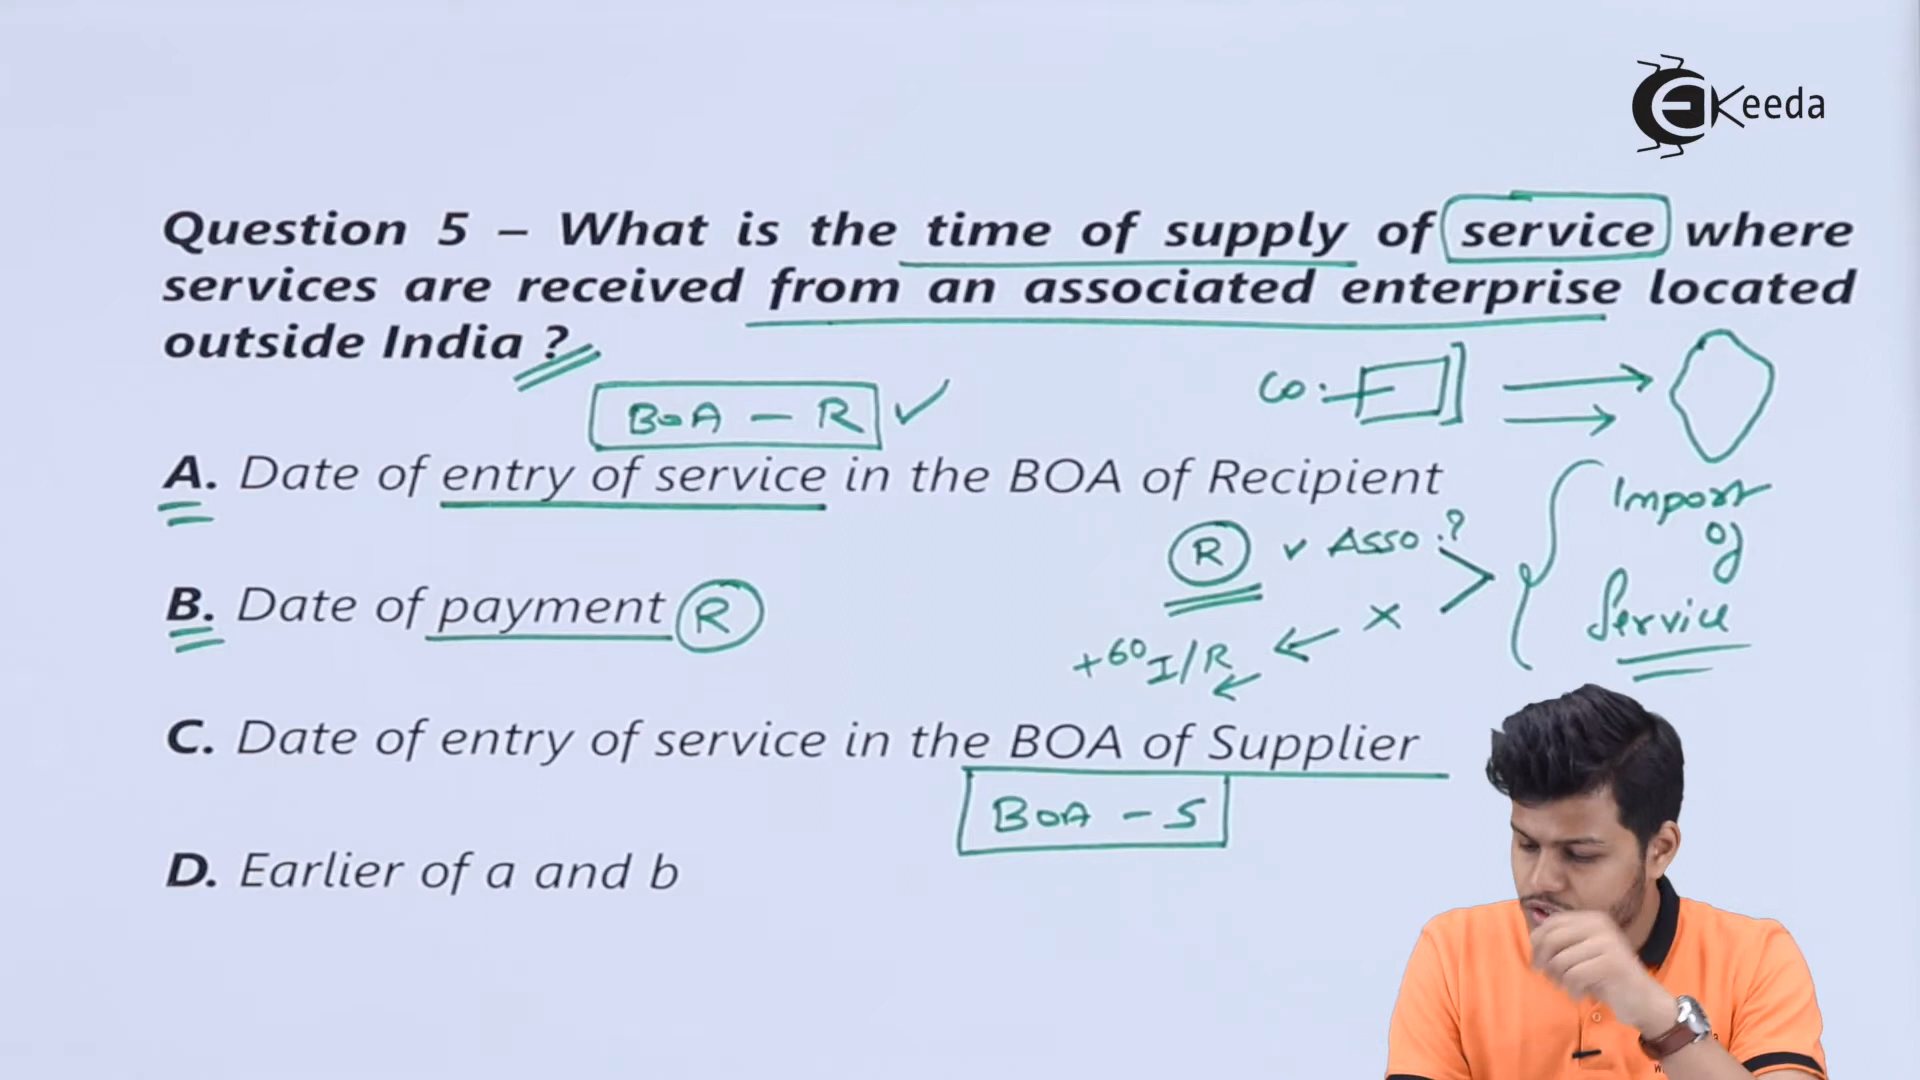 EKeeda
Question 5 – What is the time of supply of service where
services are received from an associated enterprise located
outside India ?
Co.
BOA – R ✓
A. Date of entry of service in the BOA of Recipient
Import
of
Service
R ✓ Asso. ?
×
+60 I/R
B. Date of payment R
C. Date of entry of service in the BOA of Supplier
BOA – S
D. Earlier of a and b